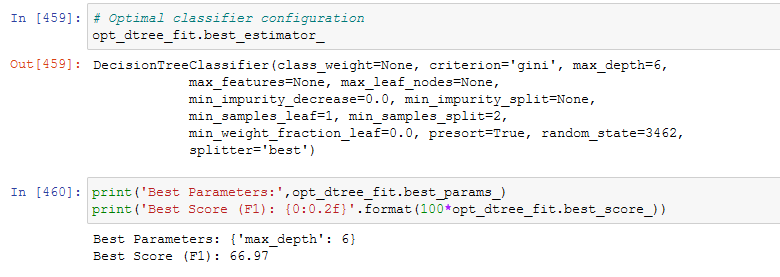 In [459]: # Optimal classifier configuration
opt_dtree_fit.best_estimator_
Out[459]: DecisionTreeClassifier(class_weight=None, criterion='gini', max_depth=6,
max_features=None, max_leaf_nodes=None,
min_impurity_decrease=0.0, min_impurity_split=None,
min_samples_leaf=1, min_samples_split=2,
min_weight_fraction_leaf=0.0, presort=True, random_state=3462,
splitter='best')
In [460]: print('Best Parameters:',opt_dtree_fit.best_params_)
print('Best Score (F1): {0:0.2f}'.format(100*opt_dtree_fit.best_score_))
Best Parameters: {'max_depth': 6}
Best Score (F1): 66.97